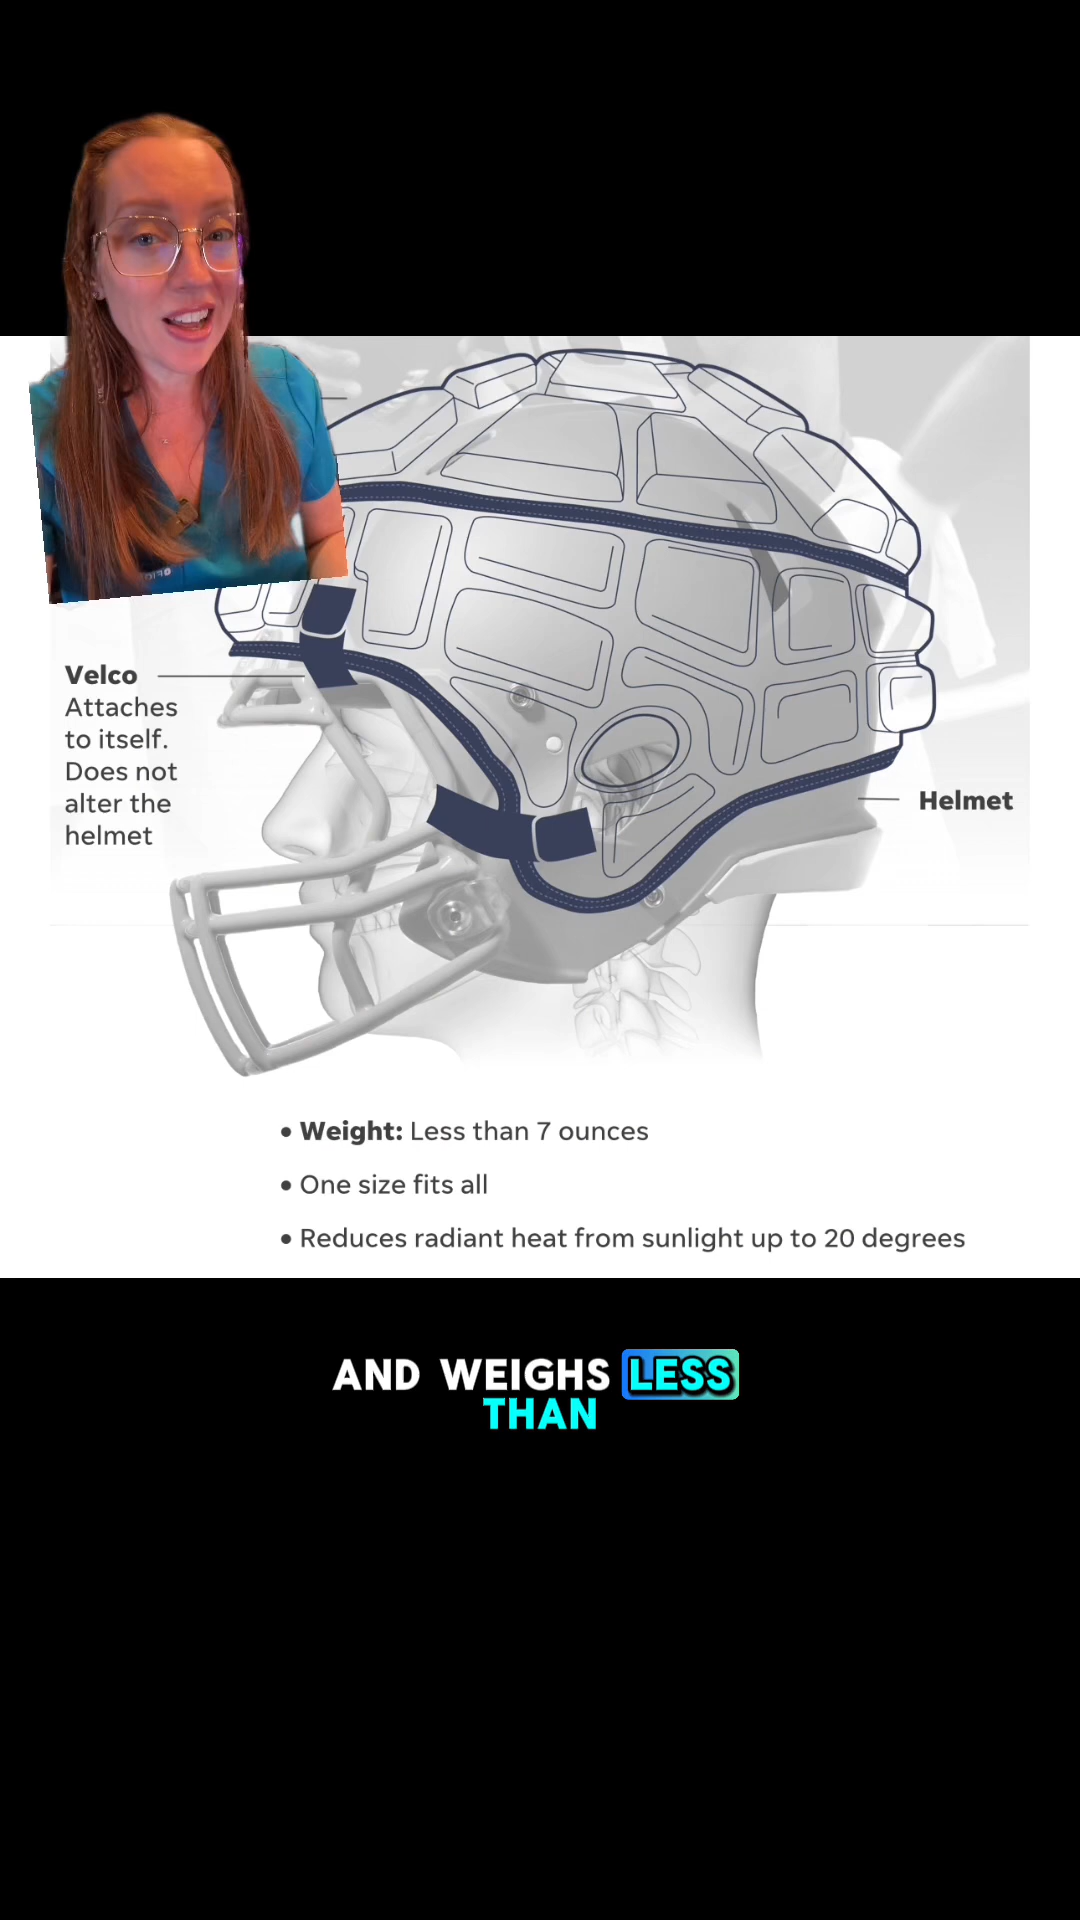 Velco
Attaches
to itself.
Does not
alter the
helmet
Helmet
• Weight: Less than 7 ounces
• One size fits all
• Reduces radiant heat from sunlight up to 20 degrees
AND WEIGHS LESS
THAN